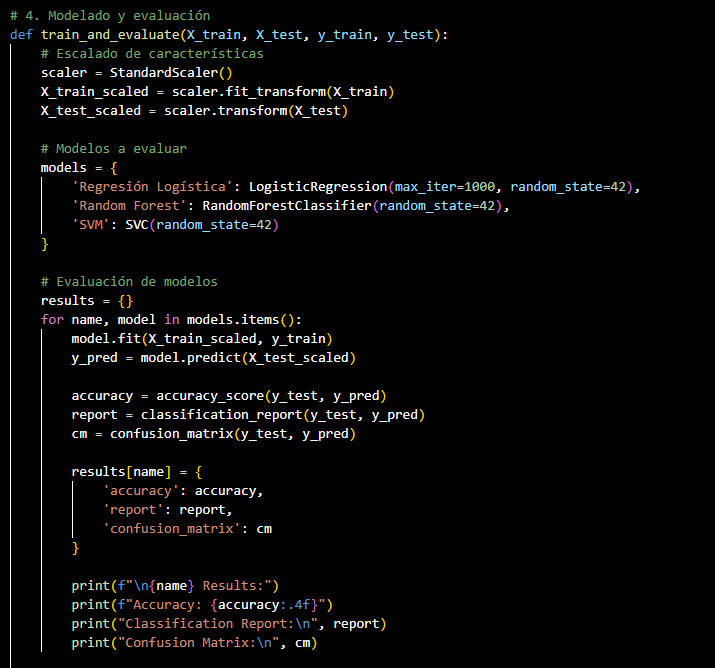 # 4. Modelado y evaluación
def train_and_evaluate(X_train, X_test, y_train, y_test):
    # Escalado de características
    scaler = StandardScaler()
    X_train_scaled = scaler.fit_transform(X_train)
    X_test_scaled = scaler.transform(X_test)

    # Modelos a evaluar
    models = {
        'Regresión Logística': LogisticRegression(max_iter=1000, random_state=42),
        'Random Forest': RandomForestClassifier(random_state=42),
        'SVM': SVC(random_state=42)
    }

    # Evaluación de modelos
    results = {}
    for name, model in models.items():
        model.fit(X_train_scaled, y_train)
        y_pred = model.predict(X_test_scaled)

        accuracy = accuracy_score(y_test, y_pred)
        report = classification_report(y_test, y_pred)
        cm = confusion_matrix(y_test, y_pred)

        results[name] = {
            'accuracy': accuracy,
            'report': report,
            'confusion_matrix': cm
        }

        print(f"\n{name} Results:")
        print(f"Accuracy: {accuracy:.4f}")
        print("Classification Report:\n", report)
        print("Confusion Matrix:\n", cm)